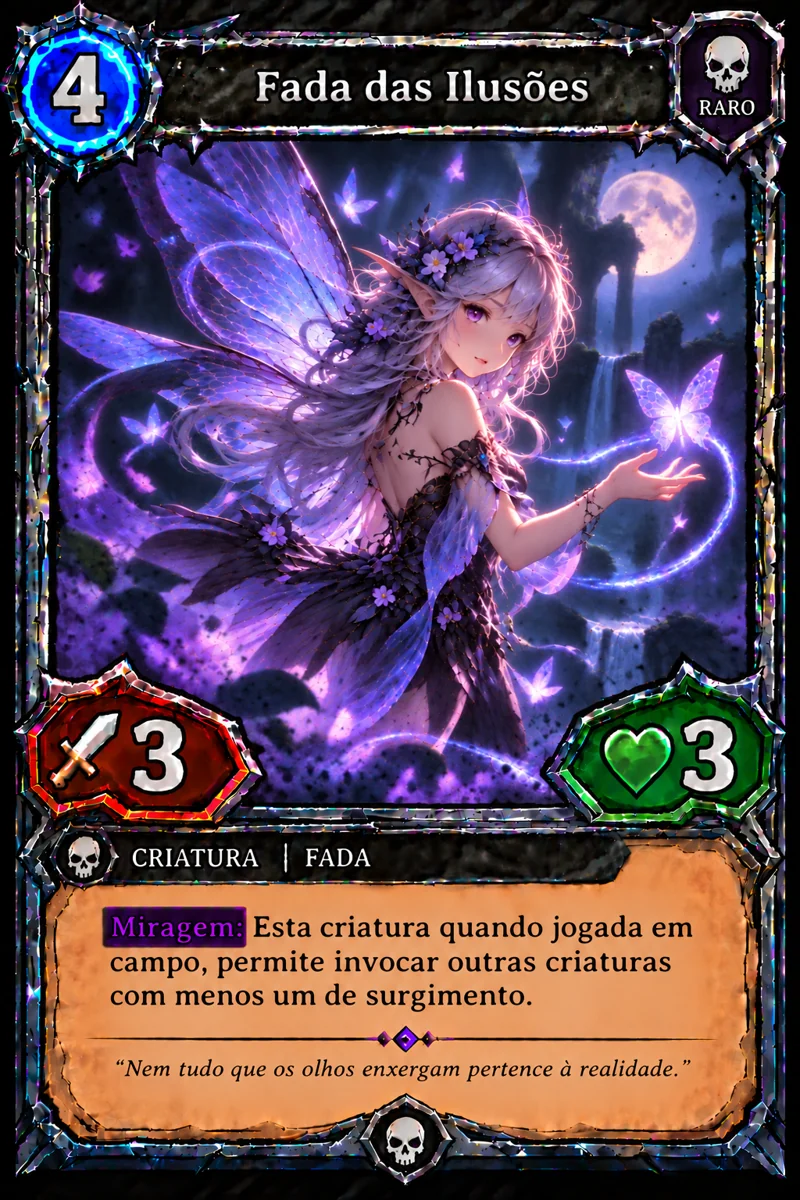 4
Fada das Ilusões
RARO
3
3
CRIATURA | FADA
Miragem: Esta criatura quando jogada em
campo, permite invocar outras criaturas
com menos um de surgimento.
“Nem tudo que os olhos enxergam pertence à realidade.”